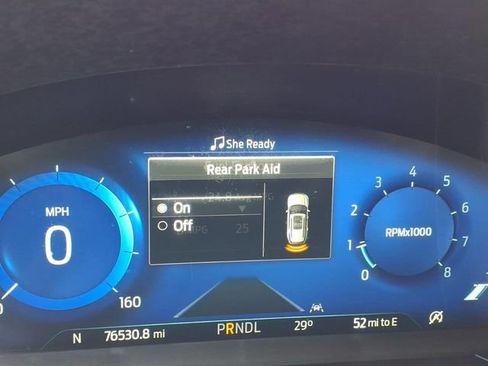 She Ready
Rear Park Aid
On
Off
25
MPH
0
160
0
1
2
3
4
5
6
7
8
RPMx1000
N
76530.8 mi
PRNDL
29°
52 mi to E